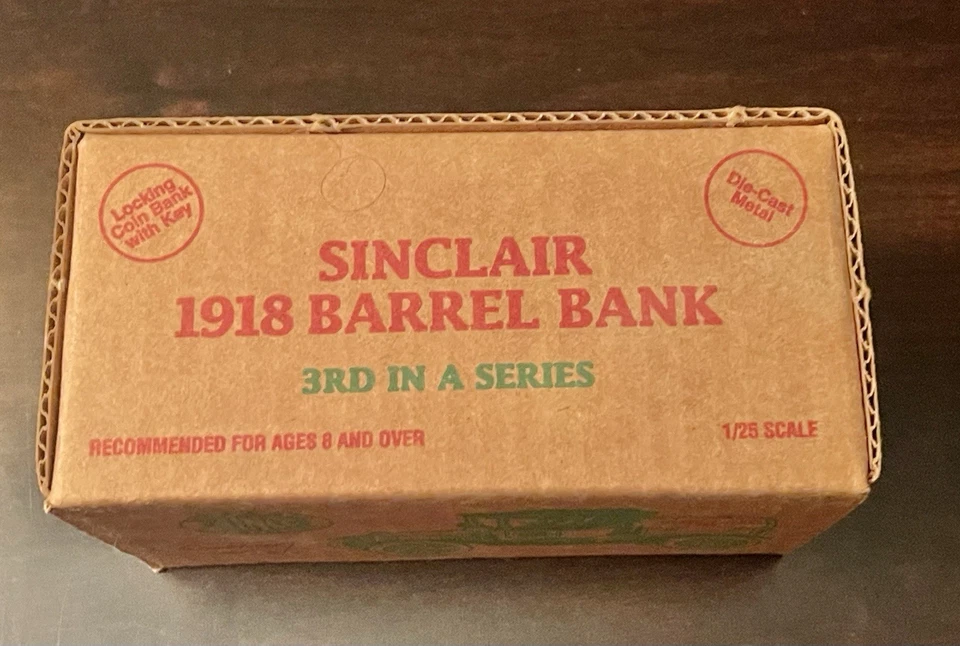 Locking
Coin Bank
with Key
Die-Cast
Metal
SINCLAIR
1918 BARREL BANK
3RD IN A SERIES
RECOMMENDED FOR AGES 8 AND OVER
1/25 SCALE